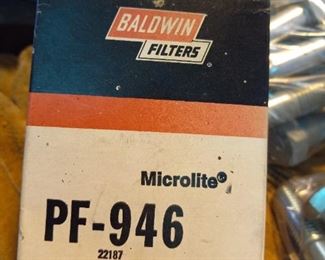 BALDWIN
FILTERS
Microlite®
PF-946
22187